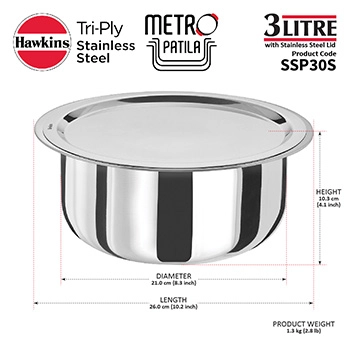 Hawkins
Tri-Ply
Stainless
Steel
METRO
PATILA
3 LITRE
with Stainless Steel Lid
Product Code
SSP30S
HEIGHT
10.3 cm
(4.1 inch)
DIAMETER
21.0 cm (8.3 inch)
LENGTH
26.0 cm (10.2 inch)
PRODUCT WEIGHT
1.3 kg (2.8 lb)